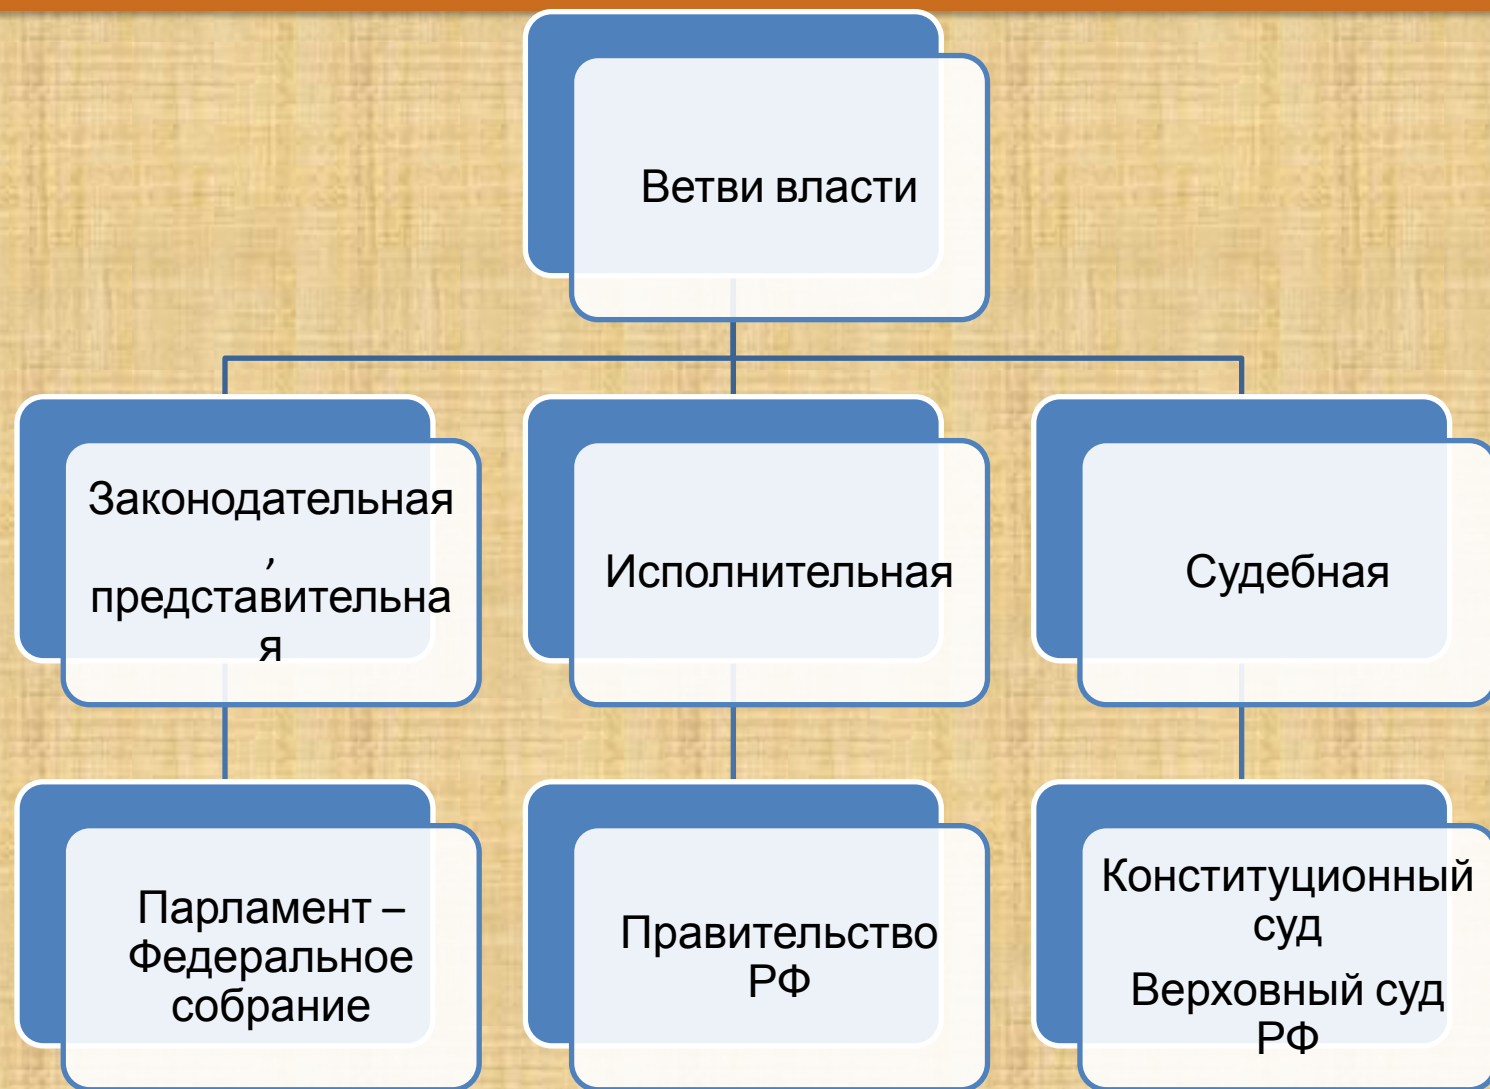 Ветви власти
Законодательная
,
представительна
я
Исполнительная
Судебная
Парламент –
Федеральное
собрание
Правительство
РФ
Конституционный
суд
Верховный суд
РФ